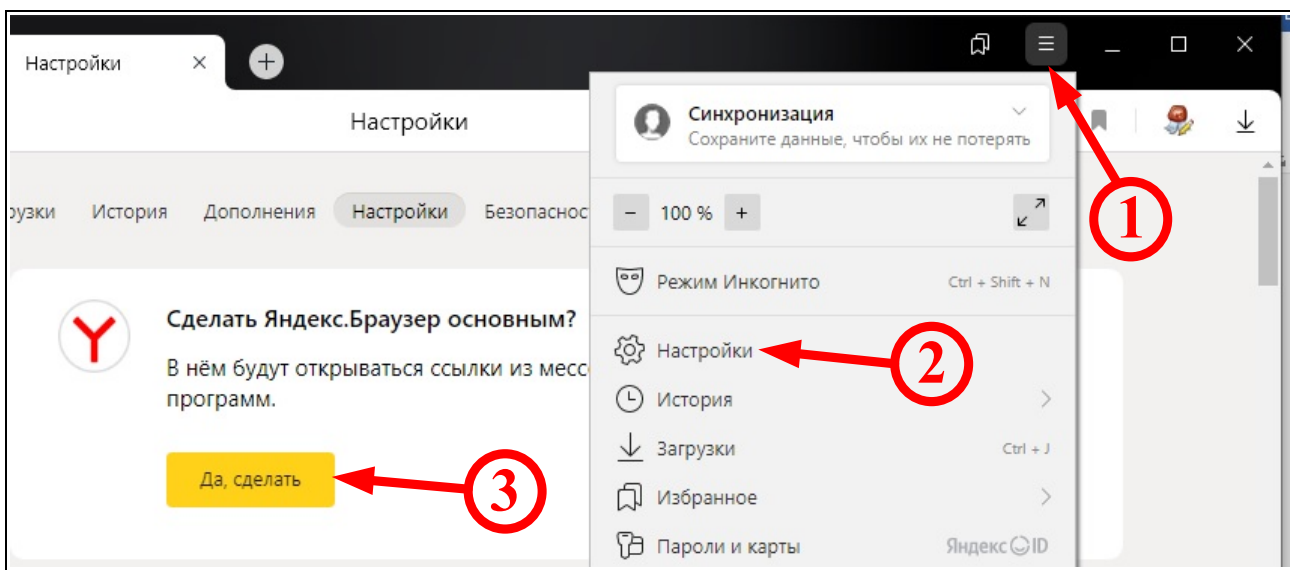 Настройки
Настройки
Синхронизация
Сохраните данные, чтобы их не потерять
1
рузки История Дополнения Настройки Безопаснос
− 100 % +
Режим Инкогнито Ctrl + Shift + N
Сделать Яндекс.Браузер основным?
В нём будут открываться ссылки из месс
программ.
Настройки
2
История
Загрузки Ctrl + J
Да, сделать
3
Избранное
Пароли и карты Яндекс ID